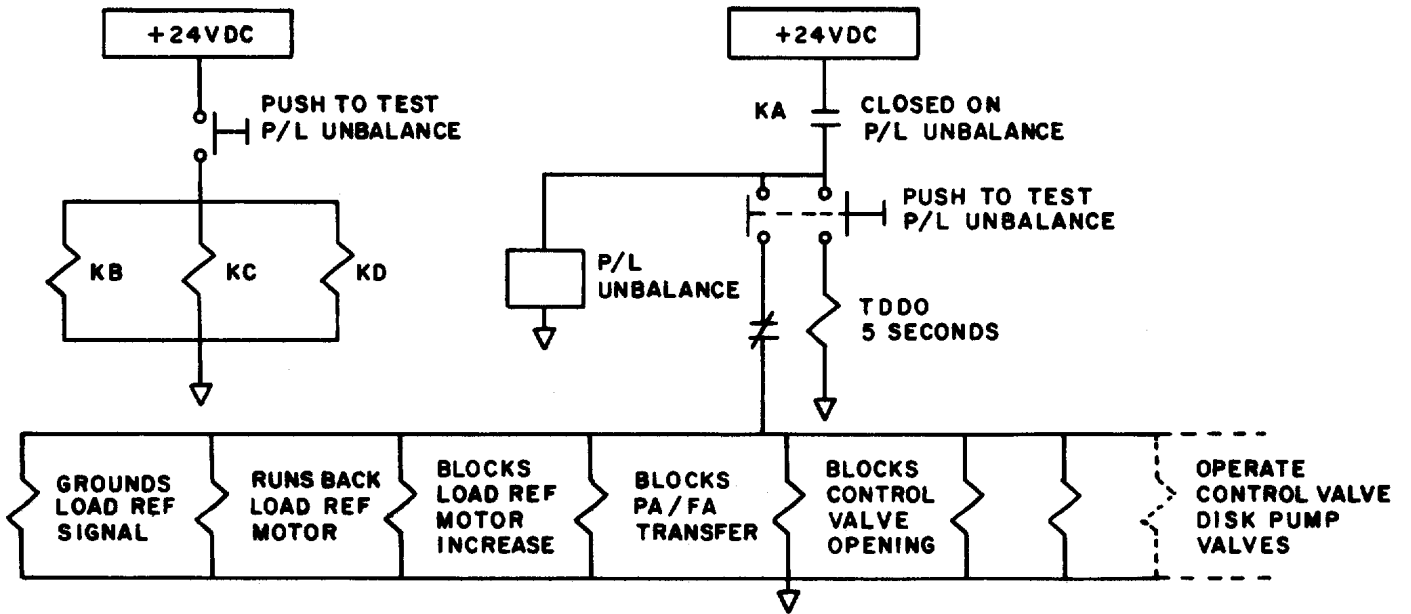 +24VDC
PUSH TO TEST
P/L UNBALANCE
KB
KC
KD
+24VDC
KA
CLOSED ON
P/L UNBALANCE
PUSH TO TEST
P/L UNBALANCE
P/L
UNBALANCE
TDDO
5 SECONDS
GROUNDS
LOAD REF
SIGNAL
RUNS BACK
LOAD REF
MOTOR
BLOCKS
LOAD REF
MOTOR
INCREASE
BLOCKS
PA/FA
TRANSFER
BLOCKS
CONTROL
VALVE
OPENING
OPERATE
CONTROL VALVE
DISK PUMP
VALVES